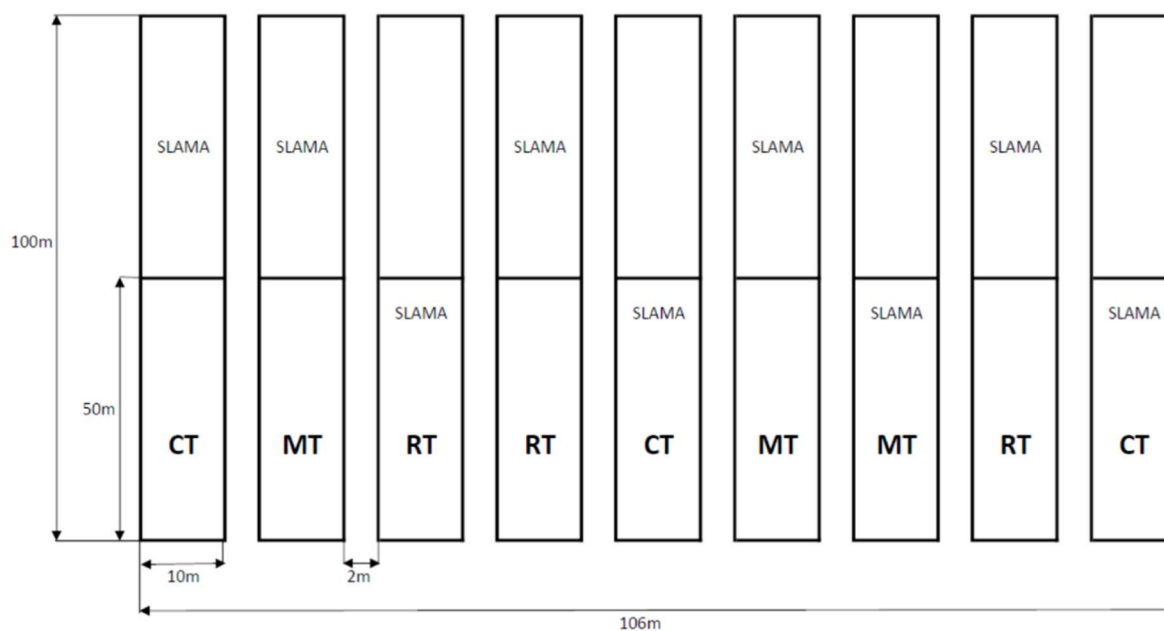 SLAMA SLAMA SLAMA SLAMA SLAMA
100m
SLAMA SLAMA SLAMA SLAMA
50m
CT MT RT RT CT MT MT RT CT
10m 2m
106m